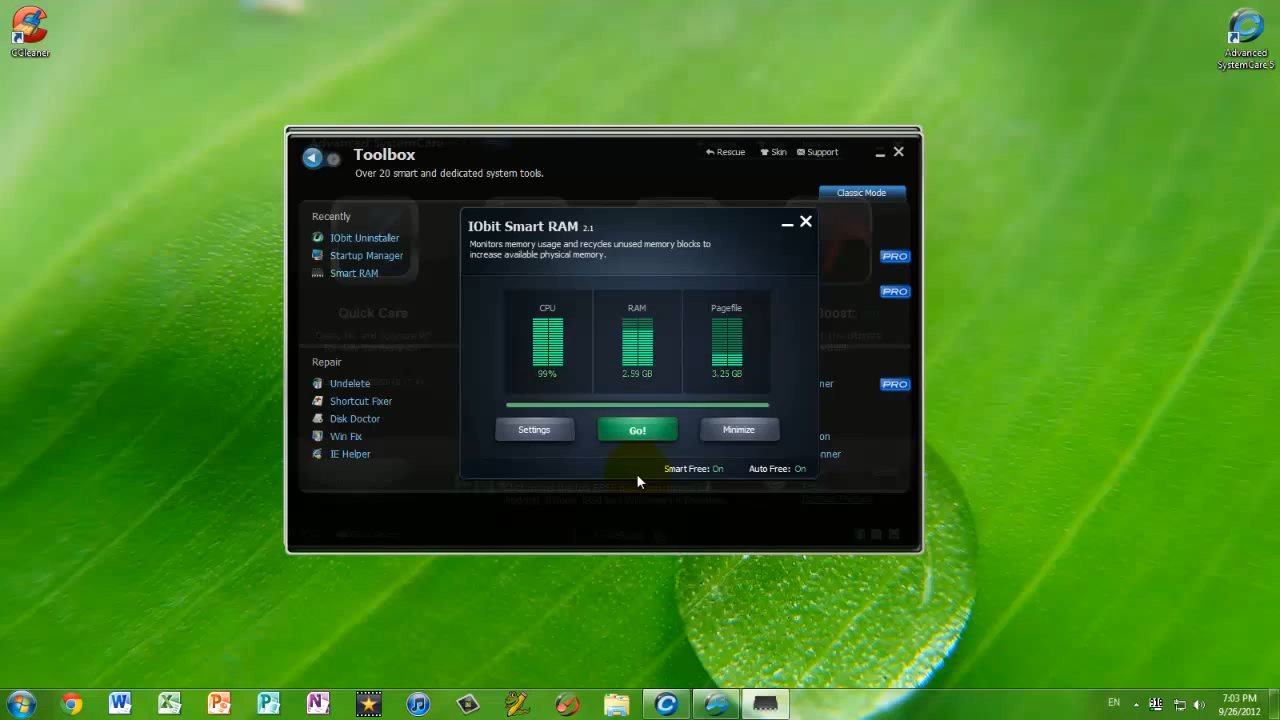 CCleaner
Advanced
SystemCare 5
Toolbox
Over 20 smart and dedicated system tools.
Rescue
Skin
Support
Classic Mode
Recently
IObit Uninstaller
Startup Manager
Smart RAM
PRO
PRO
Quick Care
Repair
Undelete
Shortcut Fixer
Disk Doctor
Win Fix
IE Helper
PRO
IObit Smart RAM 2.1
Monitors memory usage and recycles unused memory blocks to
increase available physical memory.
CPU
RAM
Pagefile
99%
2.59 GB
3.25 GB
Settings
Go!
Minimize
Smart Free: On
Auto Free: On
EN
7:03 PM
9/26/2012